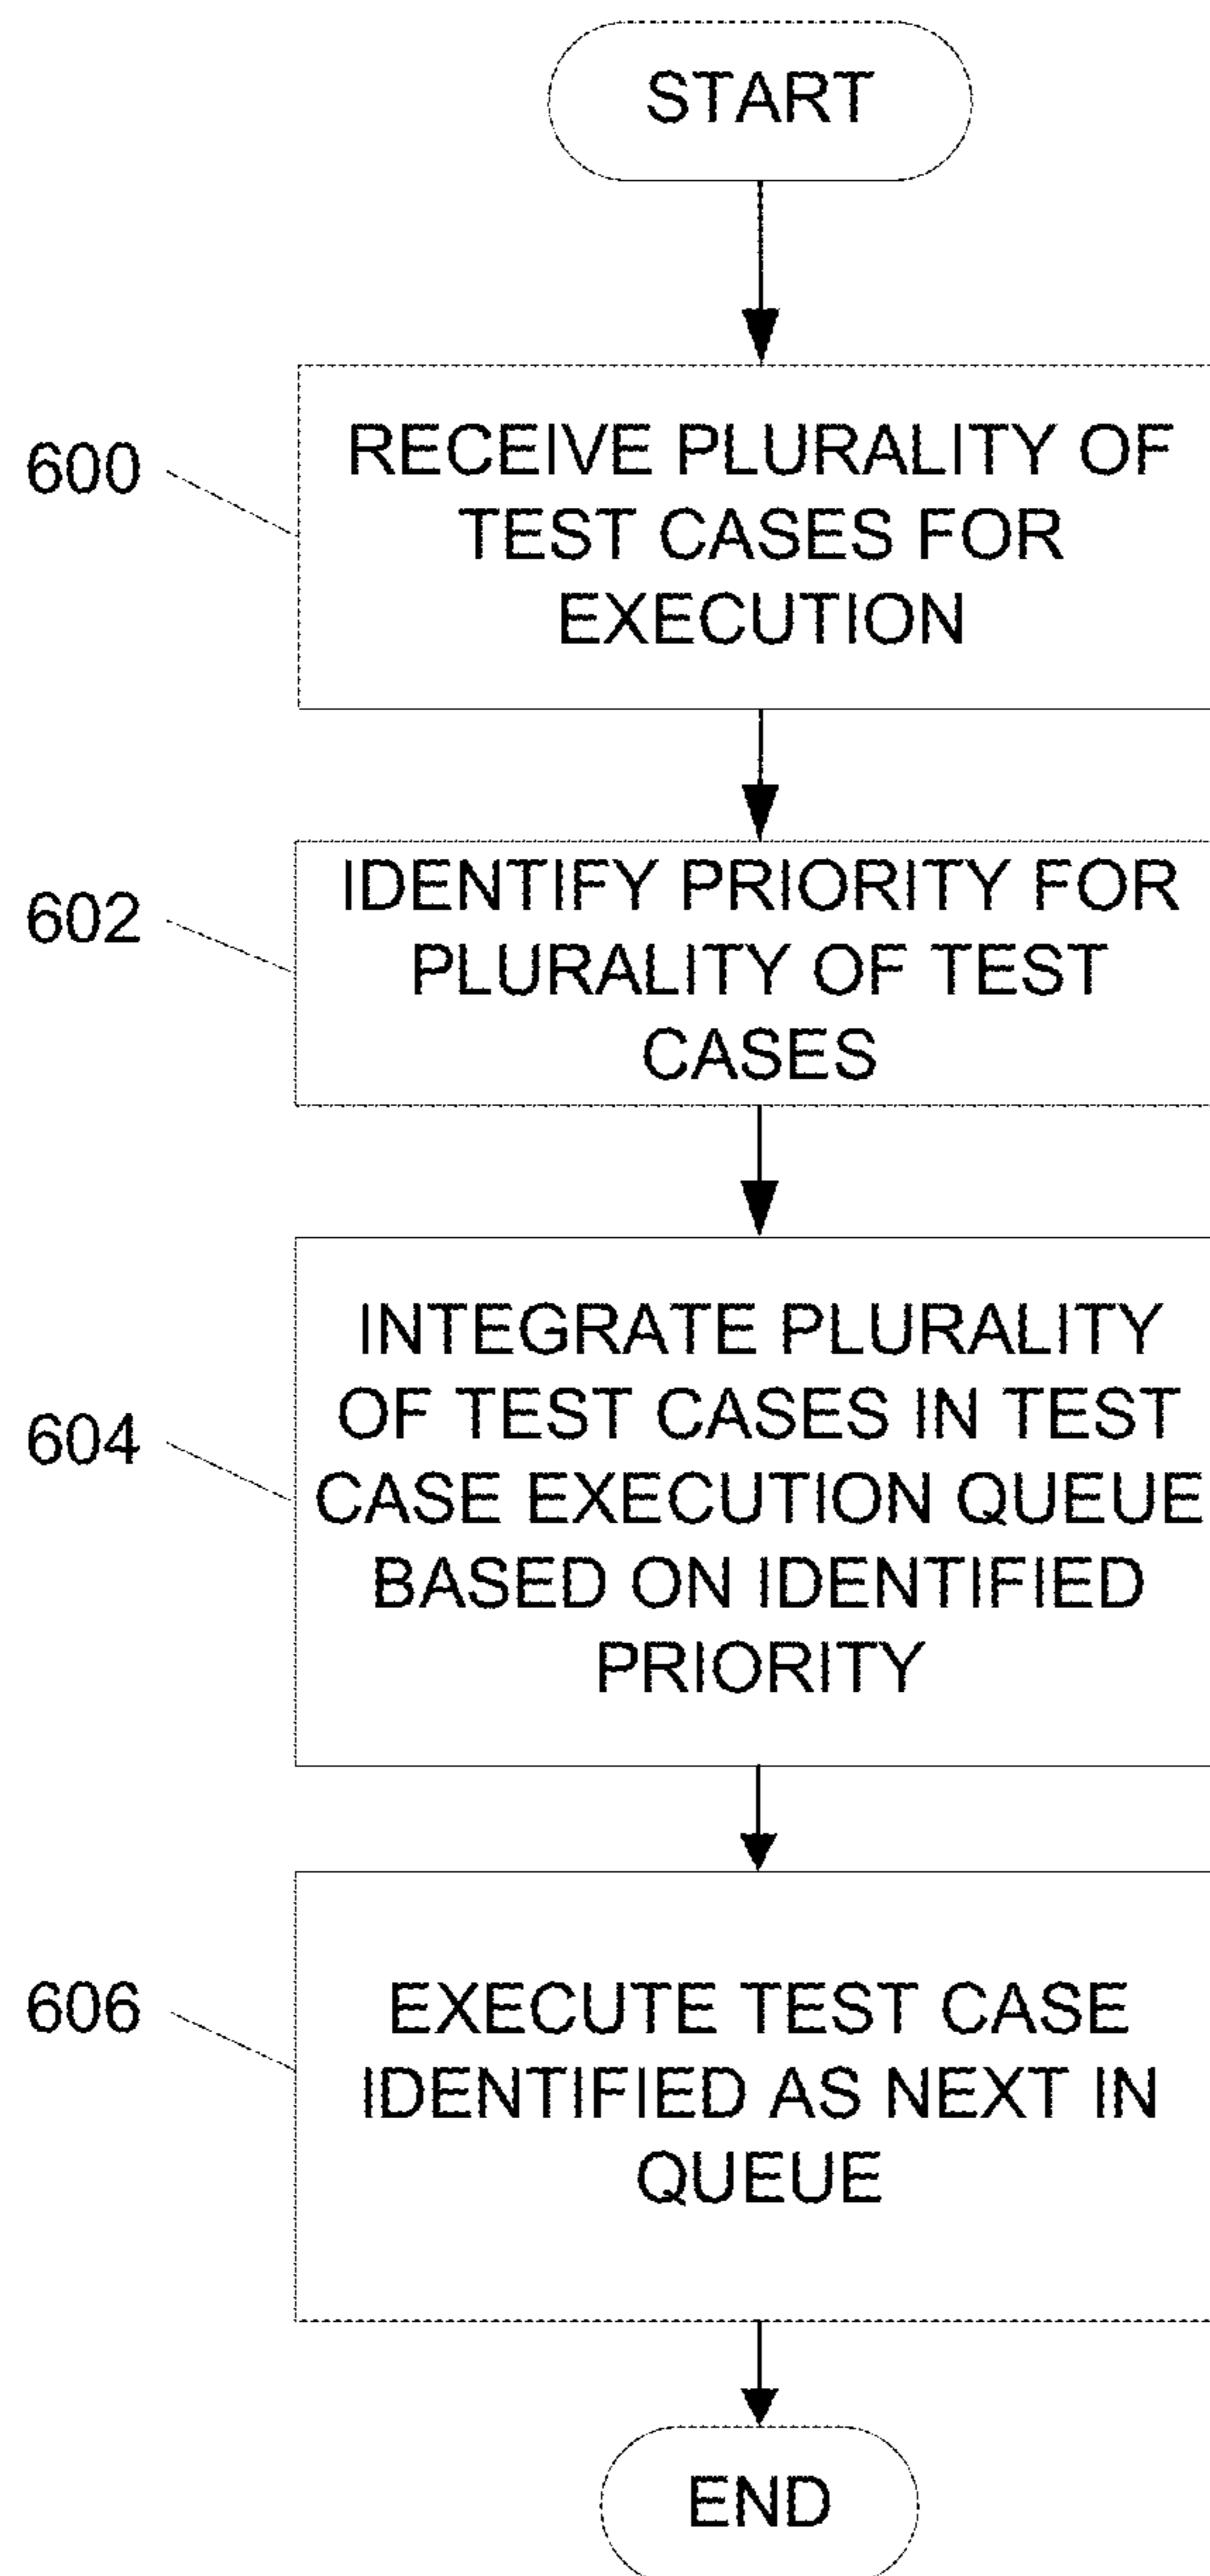 START
600
RECEIVE PLURALITY OF
TEST CASES FOR
EXECUTION
602
IDENTIFY PRIORITY FOR
PLURALITY OF TEST
CASES
604
INTEGRATE PLURALITY
OF TEST CASES IN TEST
CASE EXECUTION QUEUE
BASED ON IDENTIFIED
PRIORITY
606
EXECUTE TEST CASE
IDENTIFIED AS NEXT IN
QUEUE
END